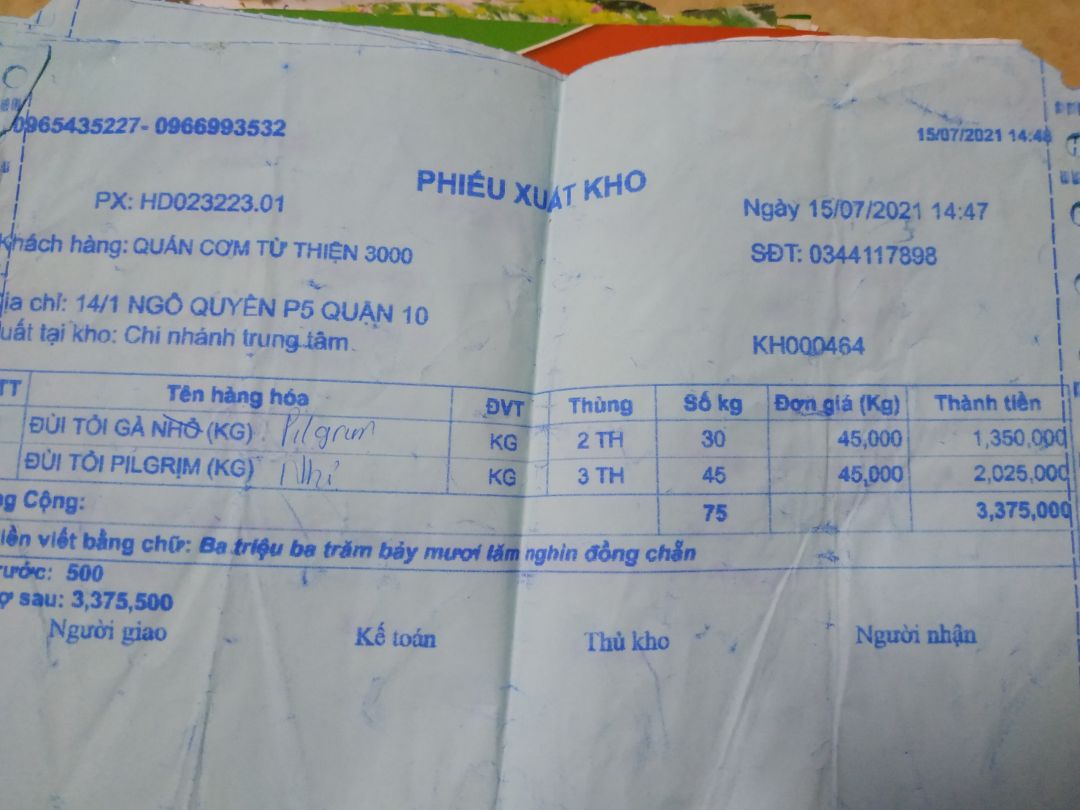 0965435227- 0966993532
15/07/2021 14:48
PHIẾU XUẤT KHO
PX: HD023223.01
Ngày 15/07/2021 14:47
Khách hàng: QUÁN CƠM TỪ THIỆN 3000
SĐT: 0344117898
ịa chỉ: 14/1 NGÔ QUYỀN P5 QUẬN 10
uất tại kho: Chi nhánh trung tâm
KH000464
TT Tên hàng hóa ĐVT Thùng Số kg Đơn giá (Kg) Thành tiền
ĐÙI TỎI GÀ NHỎ (KG) Pilgrim KG 2 TH 30 45,000 1,350,000
ĐÙI TỎI PILGRỊM (KG) Nhỉ KG 3 TH 45 45,000 2,025,000
ng Cộng: 75 3,375,000
iền viết bằng chữ: Ba triệu ba trăm bảy mươi lăm nghìn đồng chẵn
rước: 500
ợ sau: 3,375,500
Người giao Kế toán Thủ kho Người nhận